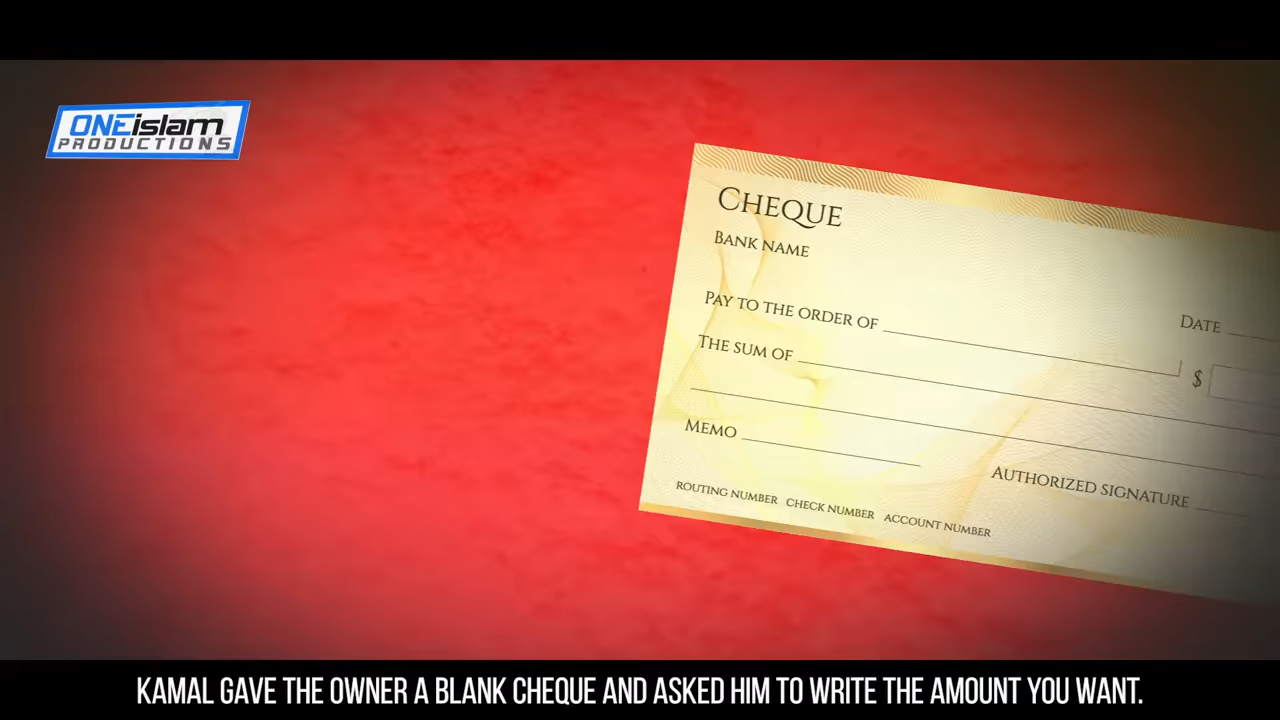 ONEislam
PRODUCTIONS
CHEQUE
BANK NAME
PAY TO THE ORDER OF
DATE
THE SUM OF
$
MEMO
AUTHORIZED SIGNATURE
ROUTING NUMBER CHECK NUMBER ACCOUNT NUMBER
KAMAL GAVE THE OWNER A BLANK CHEQUE AND ASKED HIM TO WRITE THE AMOUNT YOU WANT.